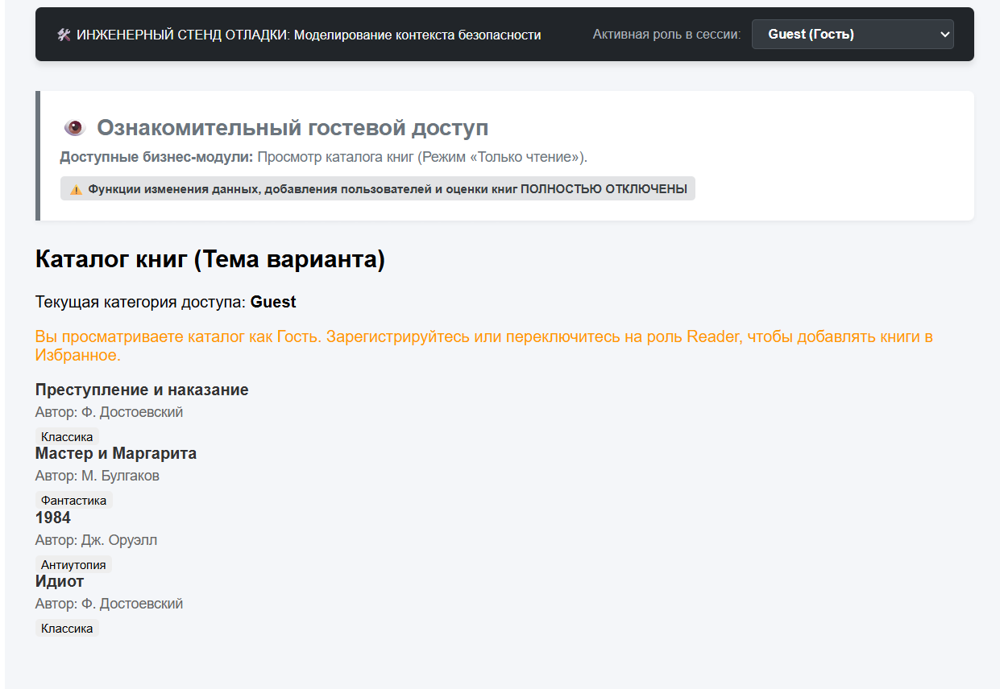 🛠 ИНЖЕНЕРНЫЙ СТЕНД ОТЛАДКИ: Моделирование контекста безопасности Активная роль в сессии: Guest (Гость)
👁 Ознакомительный гостевой доступ
Доступные бизнес-модули: Просмотр каталога книг (Режим «Только чтение»).
⚠ Функции изменения данных, добавления пользователей и оценки книг ПОЛНОСТЬЮ ОТКЛЮЧЕНЫ
Каталог книг (Тема варианта)
Текущая категория доступа: Guest
Вы просматриваете каталог как Гость. Зарегистрируйтесь или переключитесь на роль Reader, чтобы добавлять книги в
Избранное.
Преступление и наказание
Автор: Ф. Достоевский
Классика
Мастер и Маргарита
Автор: М. Булгаков
Фантастика
1984
Автор: Дж. Оруэлл
Антиутопия
Идиот
Автор: Ф. Достоевский
Классика